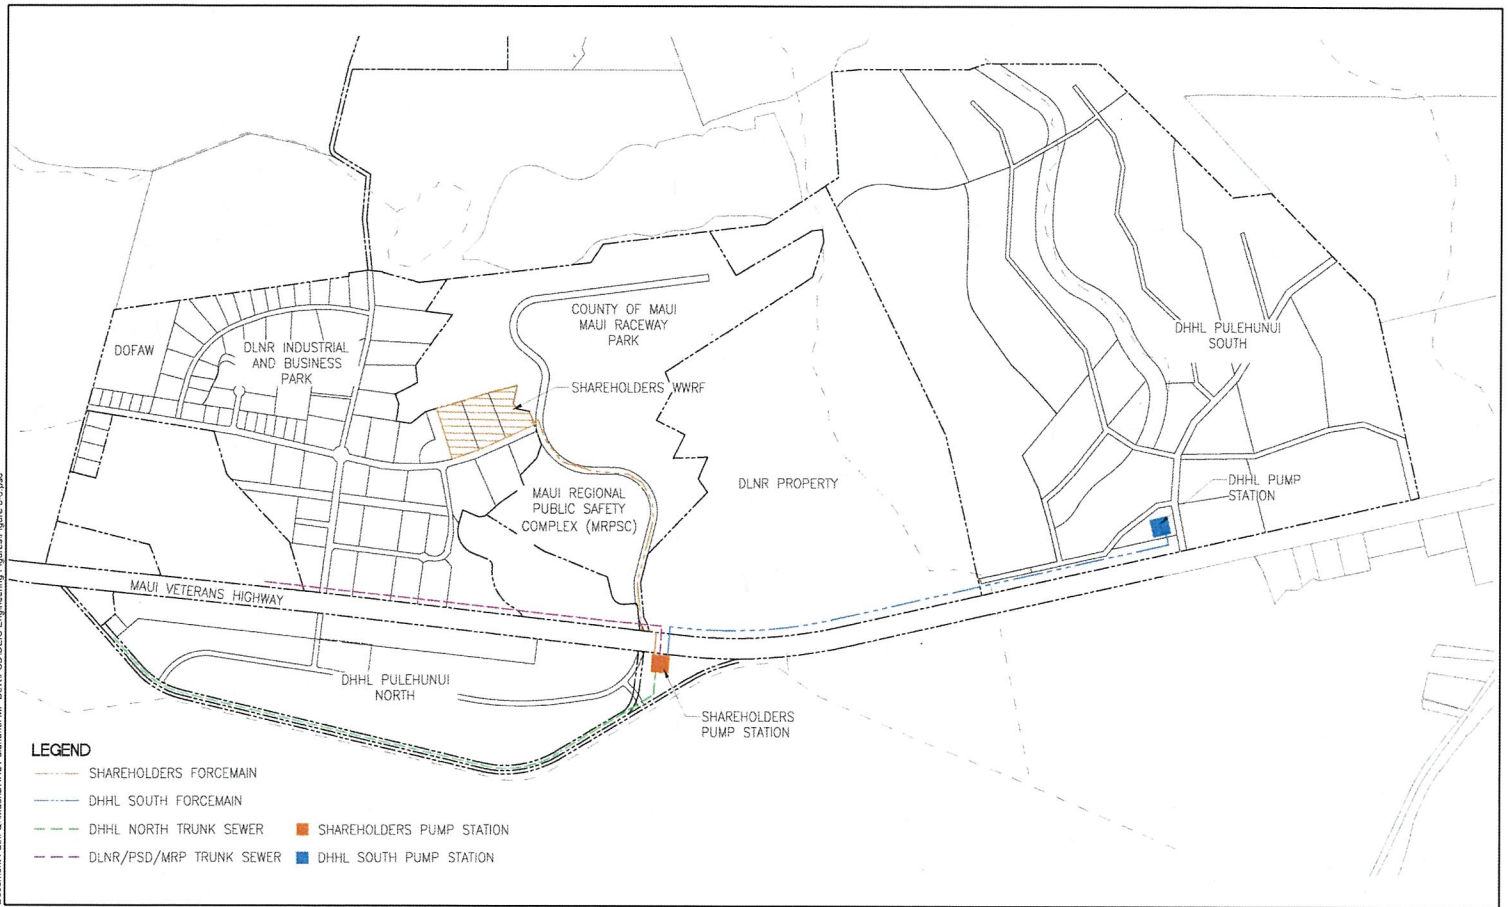 COUNTY OF MAUI
MAUI RACEWAY
PARK
DHHL PULEHUNUI
SOUTH
DOFAW
DLNR INDUSTRIAL
AND BUSINESS
PARK
SHAREHOLDERS WWRF
MAUI REGIONAL
PUBLIC SAFETY
COMPLEX (MRPSC)
DLNR PROPERTY
DHHL PUMP
STATION
MAUI VETERANS HIGHWAY
DHHL PULEHUNUI
NORTH
SHAREHOLDERS
PUMP STATION
LEGEND
SHAREHOLDERS FORCEMAIN
DHHL SOUTH FORCEMAIN
DHHL NORTH TRUNK SEWER
SHAREHOLDERS PUMP STATION
DLNR/PSD/MRP TRUNK SEWER
DHHL SOUTH PUMP STATION